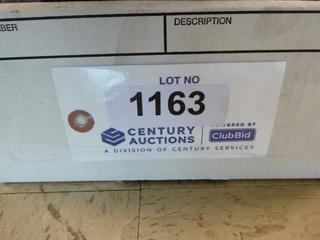 BER DESCRIPTION
LOT NO
1163
CENTURY
AUCTIONS
POWERED BY
ClubBid
A DIVISION OF CENTURY SERVICES